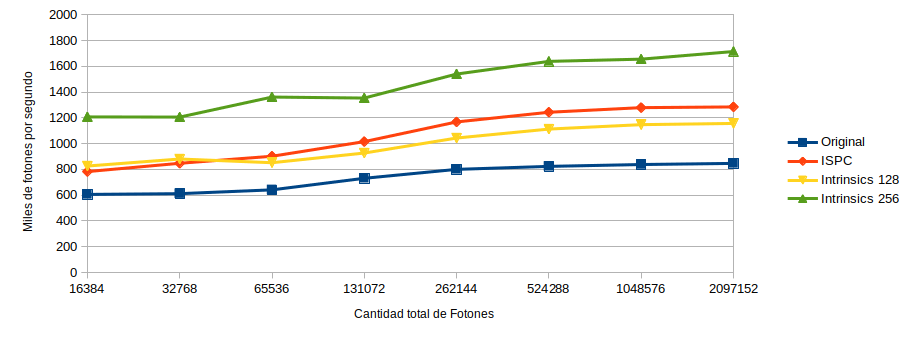 2000
1800
1600
1400
1200
1000
800
600
400
200
0
Miles de fotones por segundo
16384 32768 65536 131072 262144 524288 1048576 2097152
Cantidad total de Fotones
Original
ISPC
Intrinsics 128
Intrinsics 256